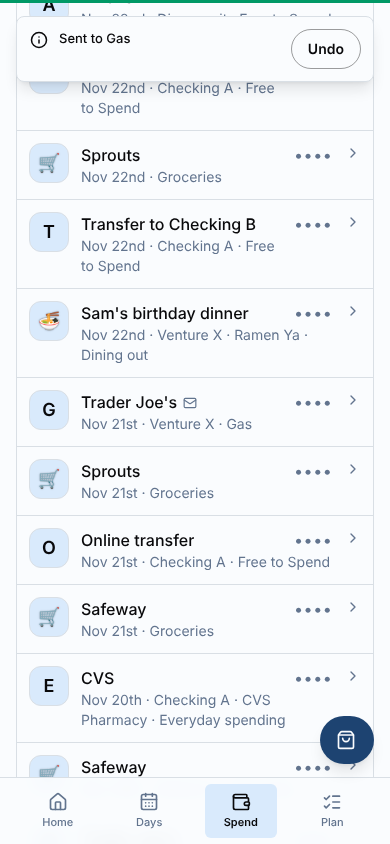 A
Sent to Gas
Undo
Nov 22nd · Checking A · Free
to Spend
Sprouts
••••
Nov 22nd · Groceries
T
Transfer to Checking B
••••
Nov 22nd · Checking A · Free
to Spend
Sam's birthday dinner
••••
Nov 22nd · Venture X · Ramen Ya ·
Dining out
G
Trader Joe's
••••
Nov 21st · Venture X · Gas
Sprouts
••••
Nov 21st · Groceries
O
Online transfer
••••
Nov 21st · Checking A · Free to Spend
Safeway
••••
Nov 21st · Groceries
E
CVS
••••
Nov 20th · Checking A · CVS
Pharmacy · Everyday spending
Safeway
••••
Home
Days
Spend
Plan